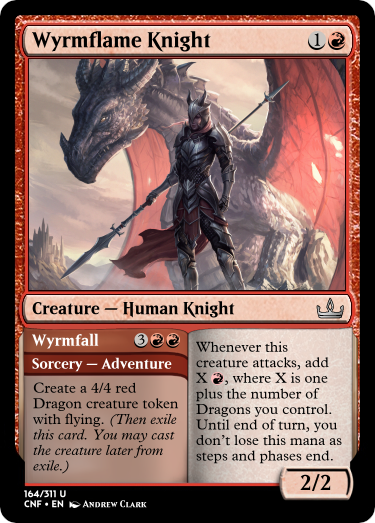 Wyrmflame Knight 1
Creature — Human Knight
Wyrmfall 3
Sorcery — Adventure
Create a 4/4 red
Dragon creature token
with flying. (Then exile
this card. You may cast
the creature later from
exile.)
Whenever this
creature attacks, add
X , where X is one
plus the number of
Dragons you control.
Until end of turn, you
don't lose this mana as
steps and phases end.
2/2
164/311 U
CNF • EN Andrew Clark